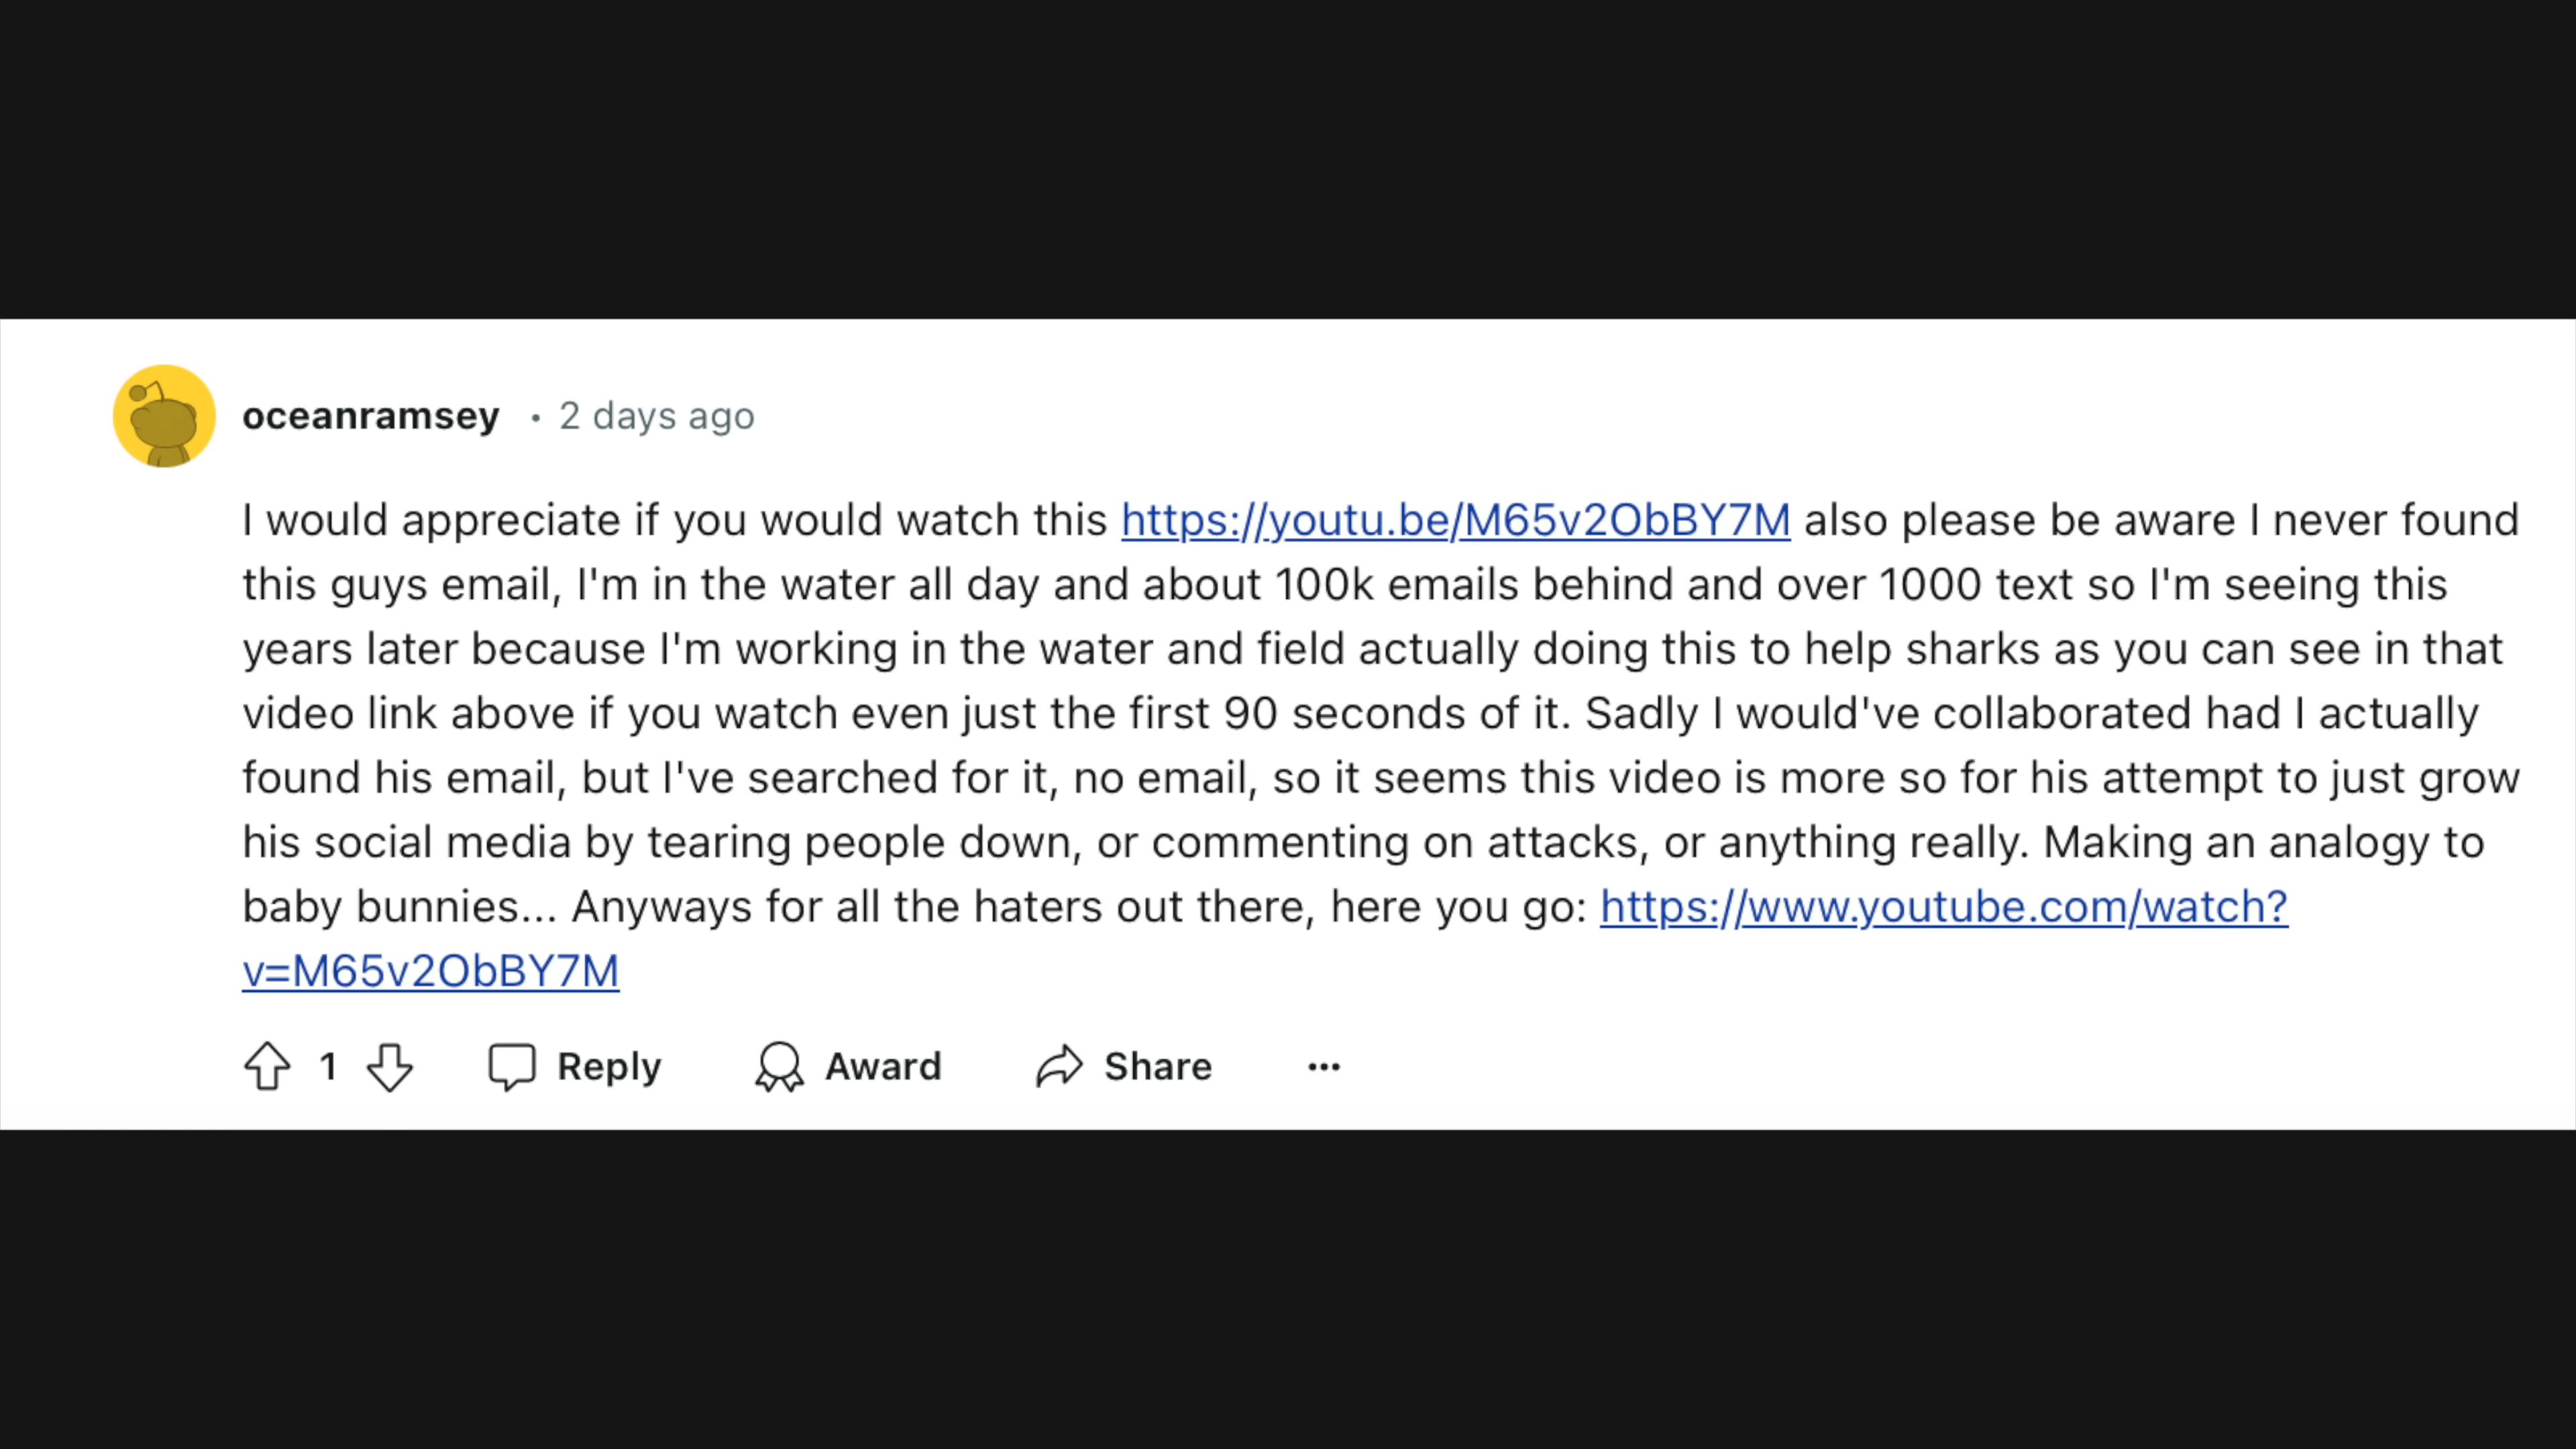 oceanramsey • 2 days ago
I would appreciate if you would watch this https://youtu.be/M65v2ObBY7M also please be aware I never found
this guys email, I'm in the water all day and about 100k emails behind and over 1000 text so I'm seeing this
years later because I'm working in the water and field actually doing this to help sharks as you can see in that
video link above if you watch even just the first 90 seconds of it. Sadly I would've collaborated had I actually
found his email, but I've searched for it, no email, so it seems this video is more so for his attempt to just grow
his social media by tearing people down, or commenting on attacks, or anything really. Making an analogy to
baby bunnies... Anyways for all the haters out there, here you go: https://www.youtube.com/watch?
v=M65v2ObBY7M
1 Reply Award Share ...